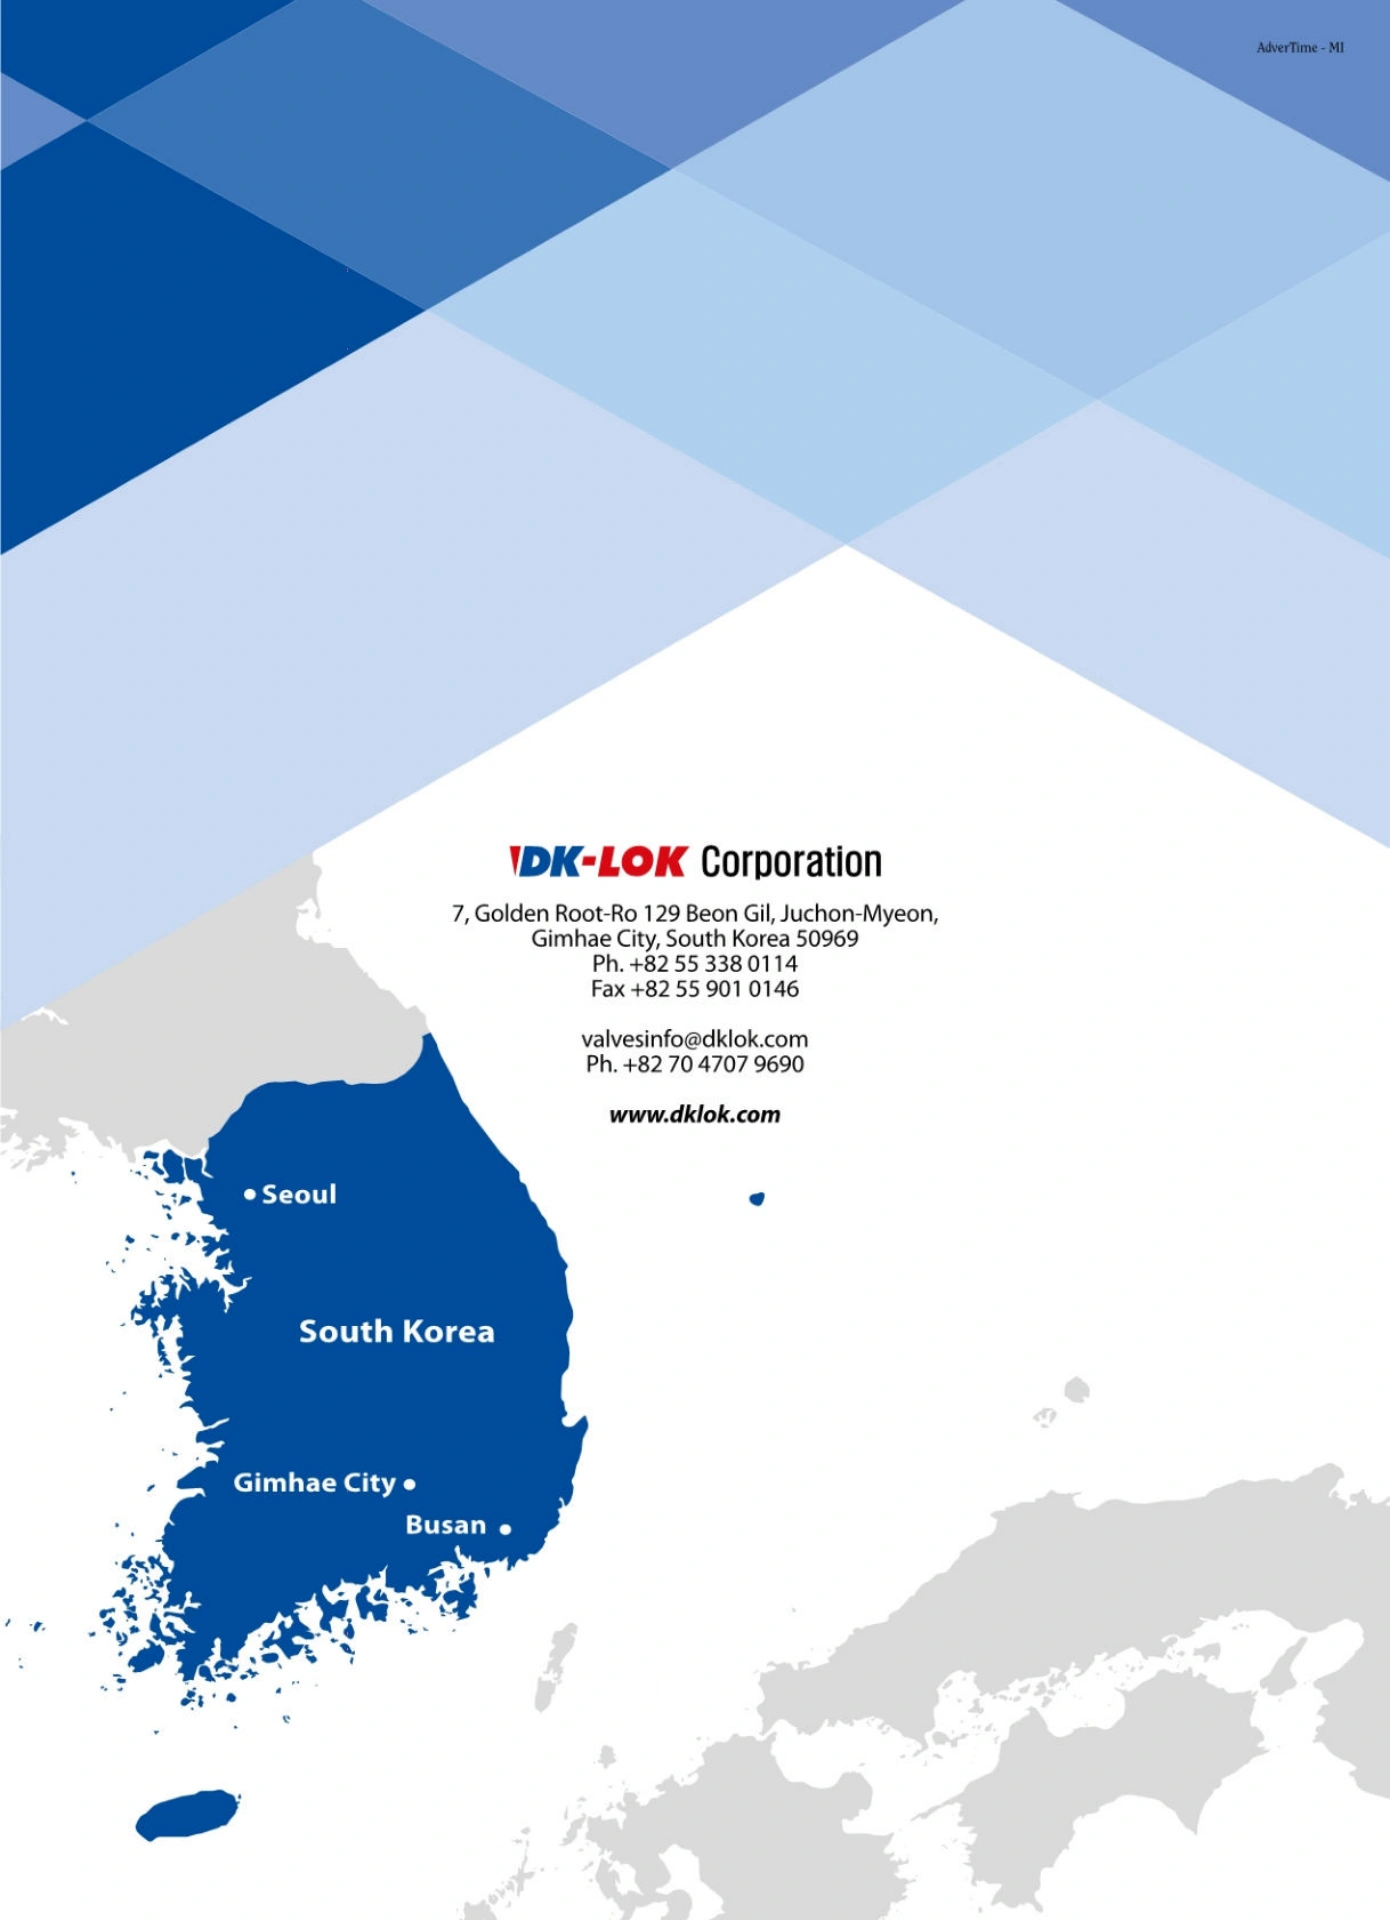 AdverTime - MI
DK-LOK Corporation
7, Golden Root-Ro 129 Beon Gil, Juchon-Myeon,
Gimhae City, South Korea 50969
Ph. +82 55 338 0114
Fax +82 55 901 0146
valvesinfo@dklok.com
Ph. +82 70 4707 9690
www.dklok.com
Seoul
South Korea
Gimhae City
Busan